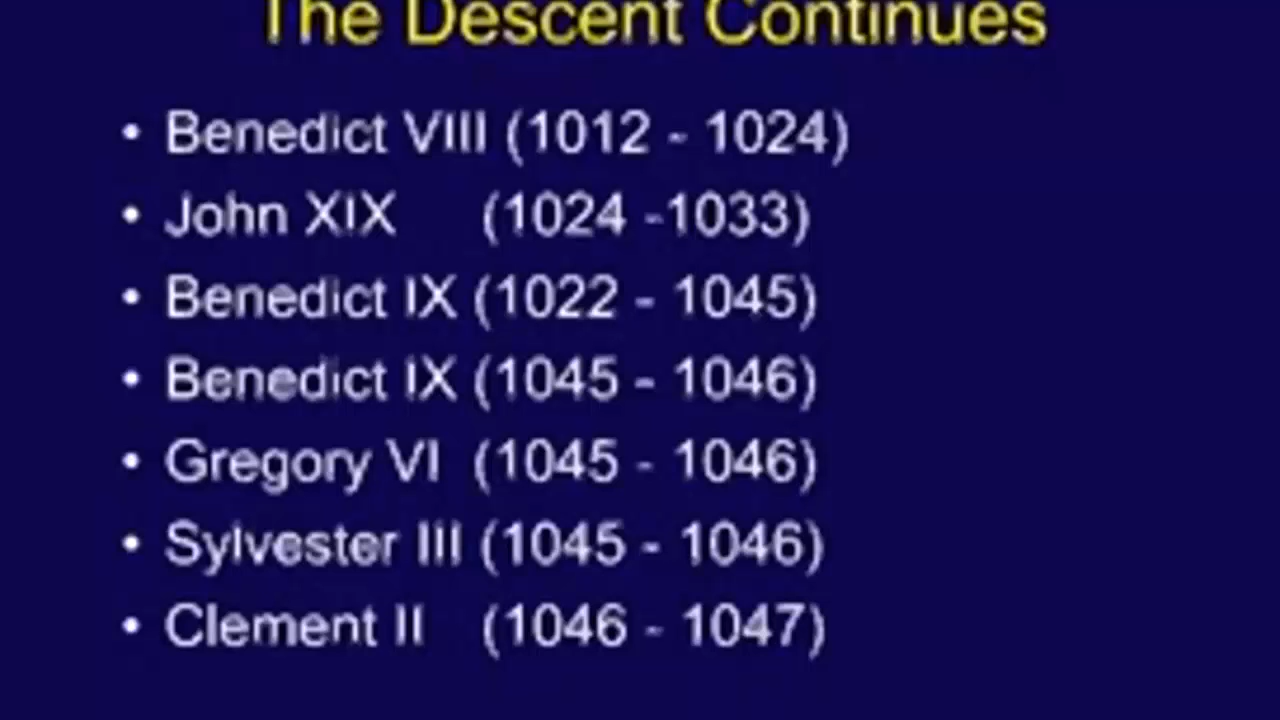 The Descent Continues
• Benedict VIII (1012 - 1024)
• John XIX (1024 -1033)
• Benedict IX (1022 - 1045)
• Benedict IX (1045 - 1046)
• Gregory VI (1045 - 1046)
• Sylvester III (1045 - 1046)
• Clement II (1046 - 1047)